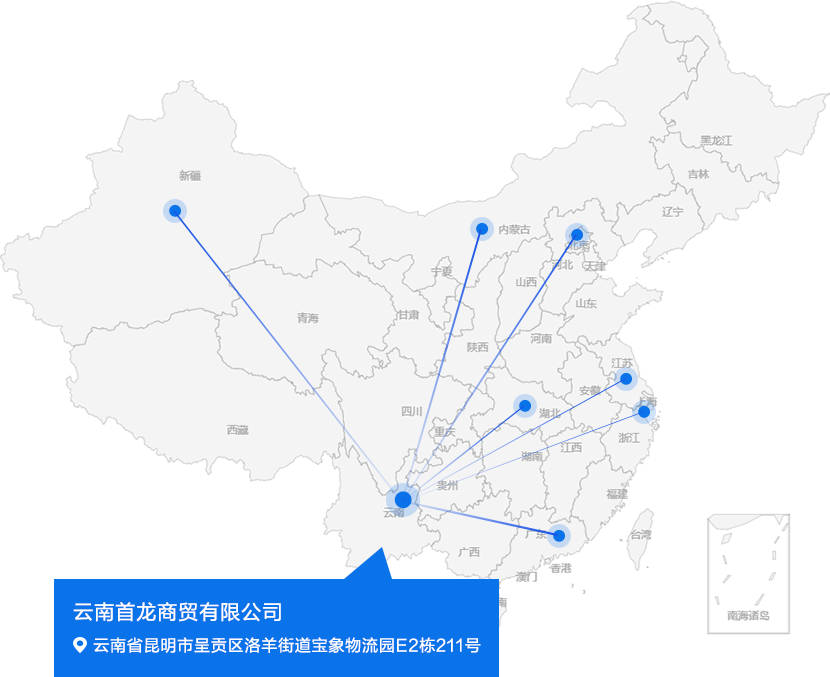 黑龙江
吉林
新疆
辽宁
内蒙古
北京
河北
天津
宁夏
山西
山东
青海
甘肃
河南
陕西
江苏
安徽
上海
四川
湖北
西藏
重庆
浙江
江西
湖南
贵州
福建
云南
广东
台湾
广西
香港
澳门
南
南海诸岛
云南首龙商贸有限公司
云南省昆明市呈贡区洛羊街道宝象物流园E2栋211号